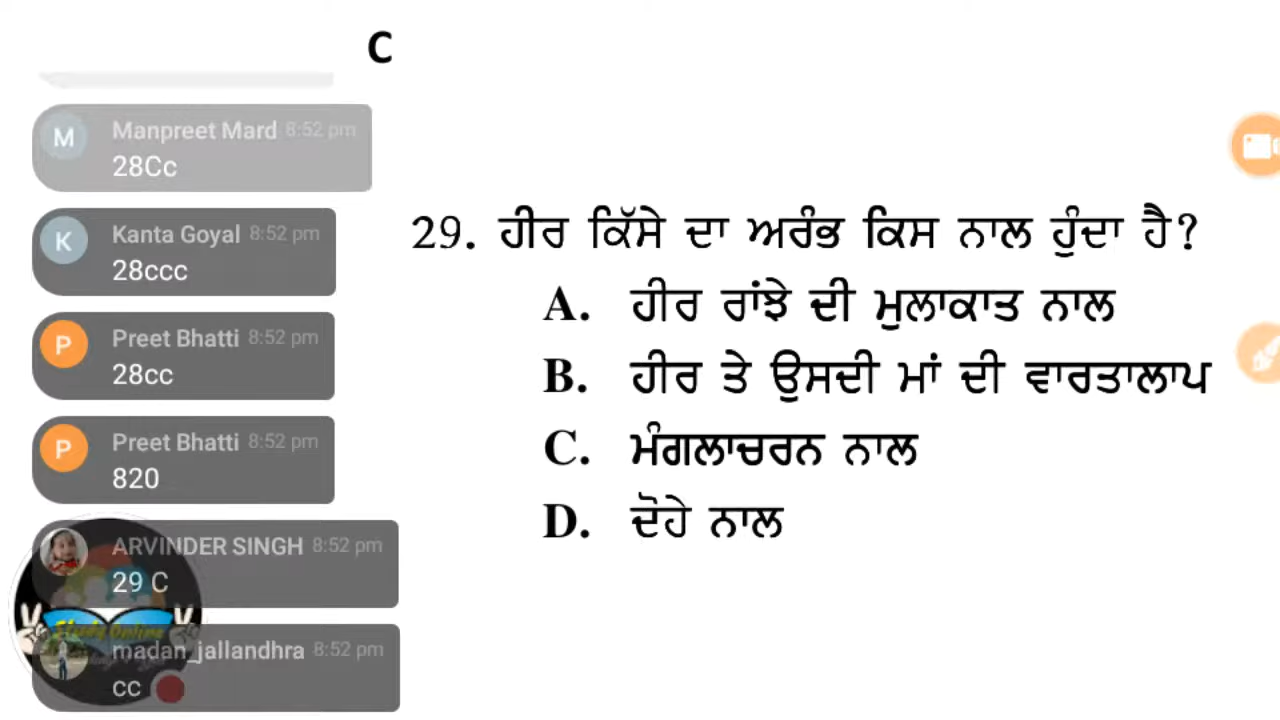 C
Manpreet Mard 8:52 pm
28Cc
Kanta Goyal 8:52 pm
28ccc
Preet Bhatti 8:52 pm
28cc
Preet Bhatti 8:52 pm
820
ARVINDER SINGH 8:52 pm
29 C
Study Online
madan_jallandhra 8:52 pm
cc
29. ਹੀਰ ਕਿੱਸੇ ਦਾ ਅਰੰਭ ਕਿਸ ਨਾਲ ਹੁੰਦਾ ਹੈ?
A. ਹੀਰ ਰਾਂਝੇ ਦੀ ਮੁਲਾਕਾਤ ਨਾਲ
B. ਹੀਰ ਤੇ ਉਸਦੀ ਮਾਂ ਦੀ ਵਾਰਤਾਲਾਪ
C. ਮੰਗਲਾਚਰਨ ਨਾਲ
D. ਦੋਹੇ ਨਾਲ